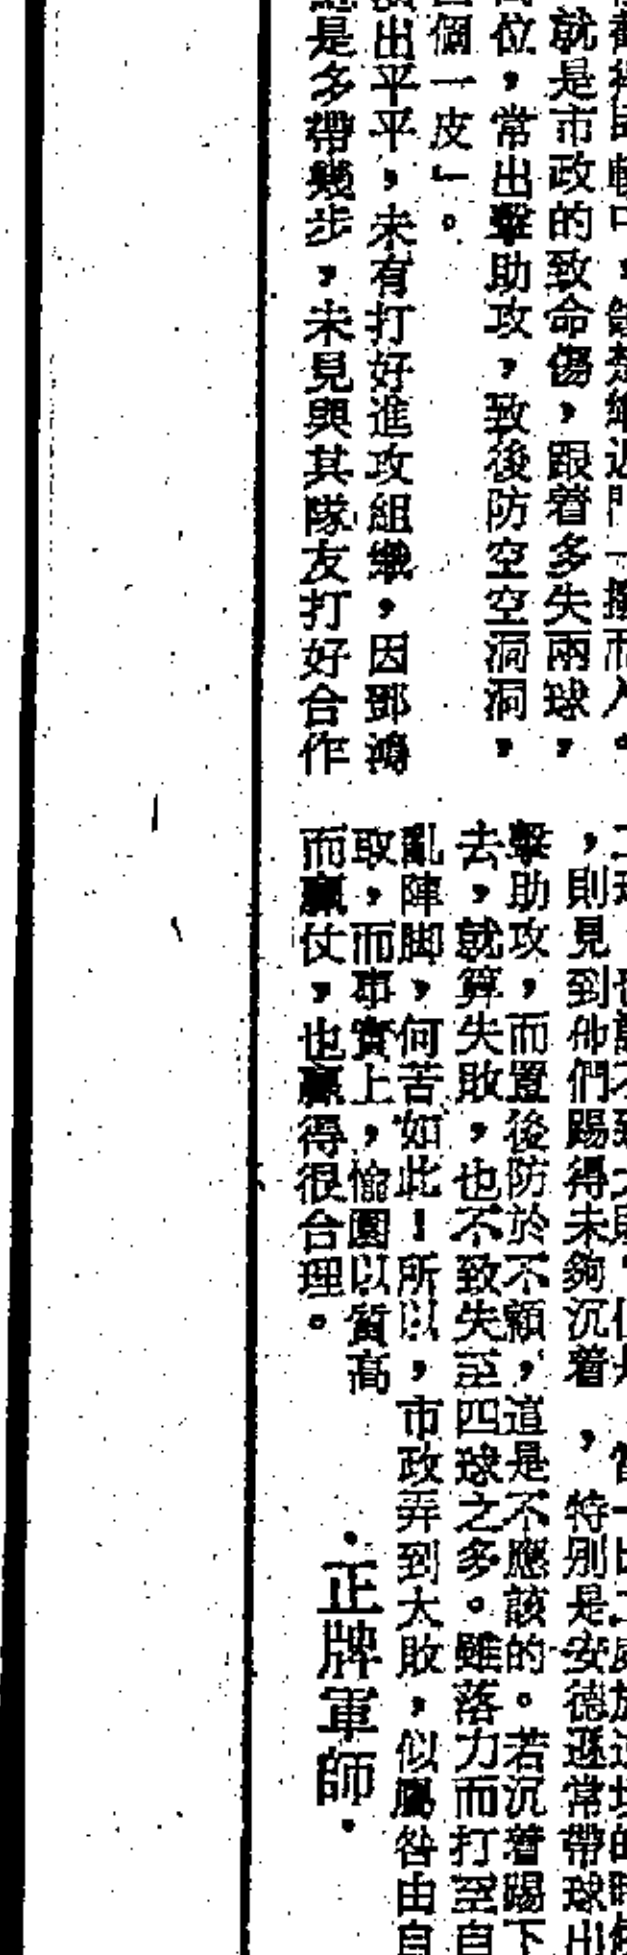 就是市政的致命傷，跟着多失兩球，
位，常出擊助攻，致後防空空洞洞，
個一皮」。
出平平，未有打好進攻組織，因鄧鴻
是多帶幾步，未見與其隊友打好合作
，則見到他們踢得未夠沉着，特別是安德遜常帶球出
擊助攻，而置後防於不顧，這是不應該的。若沉着踢下
去，就算失敗，也不致失至四球之多。雖落力而打至自
亂陣脚，何苦如此！所以，市政弄到大敗，似屬咎由自
取，而事實上，愉園以質高
而贏仗，也贏得很合理。
·正牌軍師·